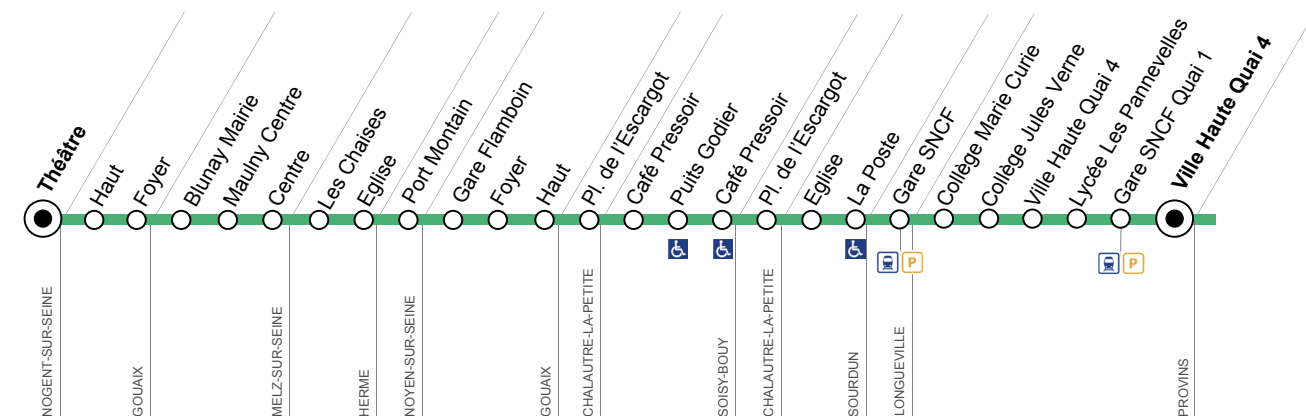 Théâtre
Haut
Foyer
Blunay Mairie
Maulny Centre
Centre
Les Chaises
Eglise
Port Montain
Gare Flamboin
Foyer
Haut
Pl. de l'Escargot
Café Pressoir
Puits Godier
Café Pressoir
Pl. de l'Escargot
Eglise
La Poste
Gare SNCF
Collège Marie Curie
Collège Jules Verne
Ville Haute Quai 4
Lycée Les Pannevelles
Gare SNCF Quai 1
Ville Haute Quai 4
P
P
NOGENT-SUR-SEINE
GOUAIX
MELZ-SUR-SEINE
HERME
NOYEN-SUR-SEINE
GOUAIX
CHALAUTRE-LA-PETITE
SOISY-BOUY
CHALAUTRE-LA-PETITE
SOURDUN
LONGUEVILLE
PROVINS